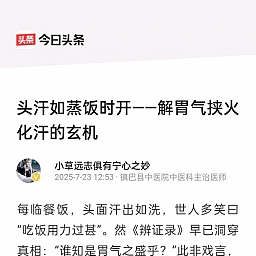 头条 今日头条
头汗如蒸饭时开——解胃气挟火
化汗的玄机
小草远志俱有宁心之妙
2025-7-23 12:53 · 镇巴县中医院中医科主治医师
每临餐饭，头面汗出如洗，世人多笑曰
“吃饭用力过甚”。然《辨证录》早已洞穿
真相：“谁知是胃气之盛乎？”此非戏言，